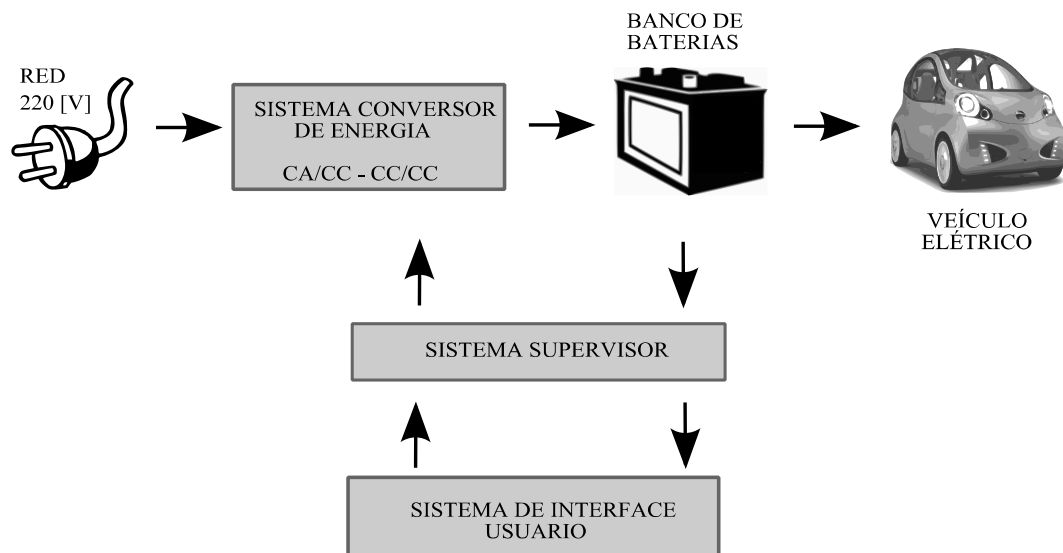 RED
220 [V]
SISTEMA CONVERSOR
DE ENERGIA
CA/CC - CC/CC
BANCO DE
BATERIAS
VEÍCULO
ELÉTRICO
SISTEMA SUPERVISOR
SISTEMA DE INTERFACE
USUARIO